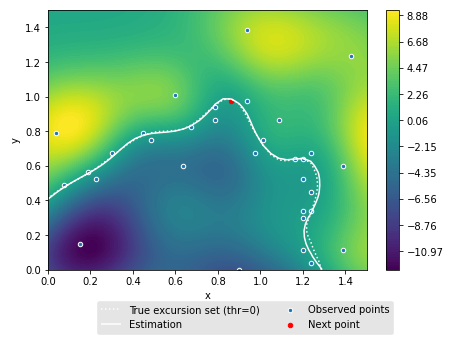 1.4
1.2
1.0
0.8
0.6
0.4
0.2
0.0
y
0.0 0.2 0.4 0.6 0.8 1.0 1.2 1.4
x
8.88
6.67
4.47
2.26
0.06
-2.15
-4.35
-6.56
-8.76
-10.97
True excursion set (thr=0)
Estimation
Observed points
Next point